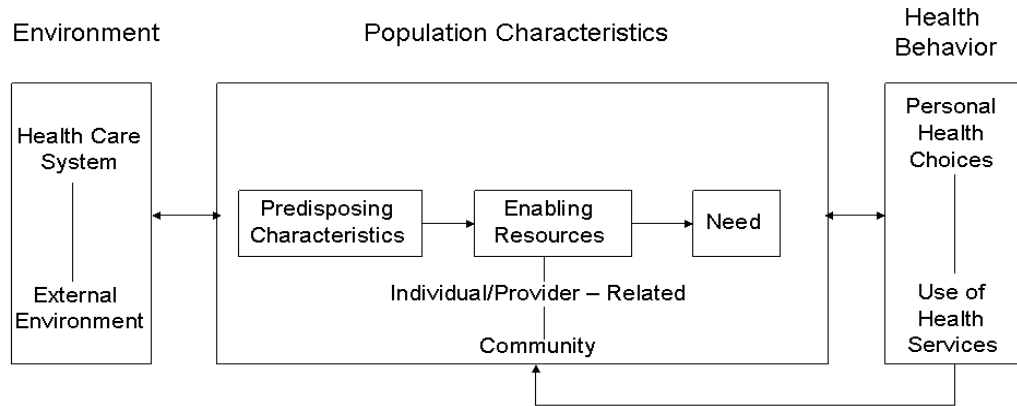 Environment
Population Characteristics
Health
Behavior
Health Care
System
External
Environment
Predisposing
Characteristics
Enabling
Resources
Need
Individual/Provider – Related
Community
Personal
Health
Choices
Use of
Health
Services